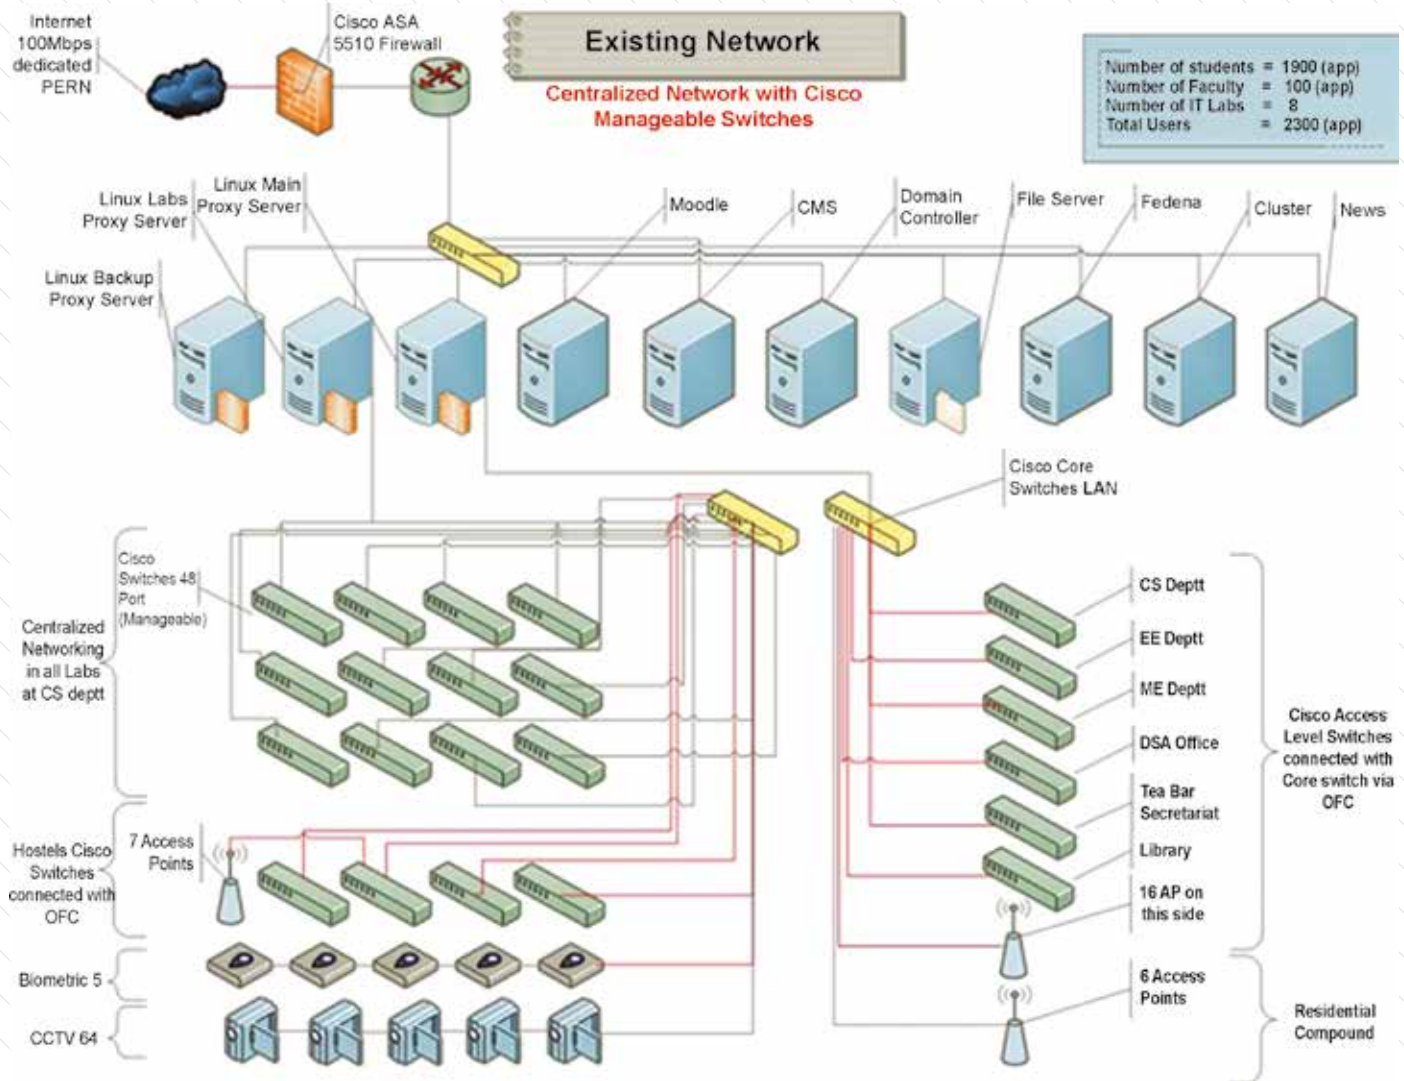 Internet
100Mbps
dedicated
PERN
Cisco ASA
5510 Firewall
Existing Network
Centralized Network with Cisco
Manageable Switches
Number of students = 1900 (app)
Number of Faculty = 100 (app)
Number of IT Labs = 8
Total Users = 2300 (app)
Linux Labs
Proxy Server
Linux Main
Proxy Server
Moodle
CMS
Domain
Controller
File Server
Fedena
Cluster
News
Linux Backup
Proxy Server
Cisco Core
Switches LAN
Cisco
Switches 48
Port
(Manageable)
Centralized
Networking
in all Labs
at CS deptt
CS Deptt
EE Deptt
ME Deptt
DSA Office
Tea Bar
Secretariat
Library
16 AP on
this side
Cisco Access
Level Switches
connected with
Core switch via
OFC
7 Access
Points
Hostels Cisco
Switches
connected with
OFC
Biometric 5
CCTV 64
6 Access
Points
Residential
Compound